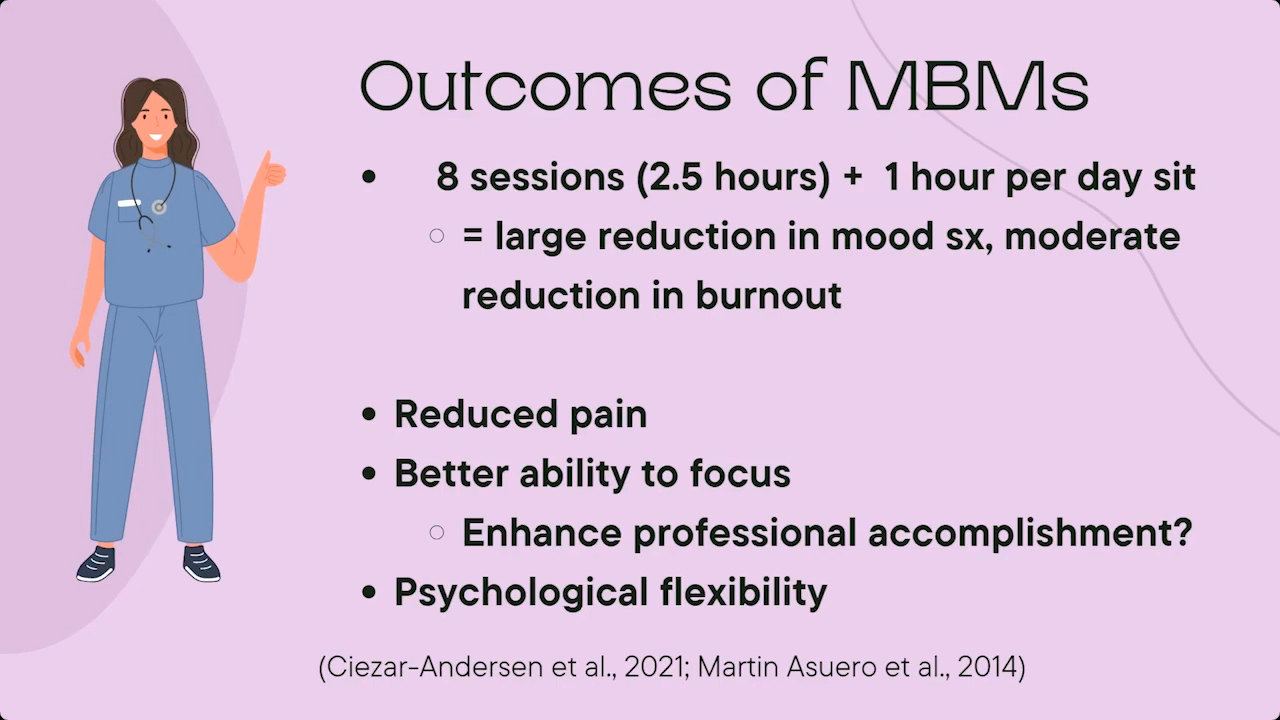 Outcomes of MBMs
• 8 sessions (2.5 hours) + 1 hour per day sit
○ = large reduction in mood sx, moderate
reduction in burnout
• Reduced pain
• Better ability to focus
○ Enhance professional accomplishment?
• Psychological flexibility
(Ciezar-Andersen et al., 2021; Martin Asuero et al., 2014)